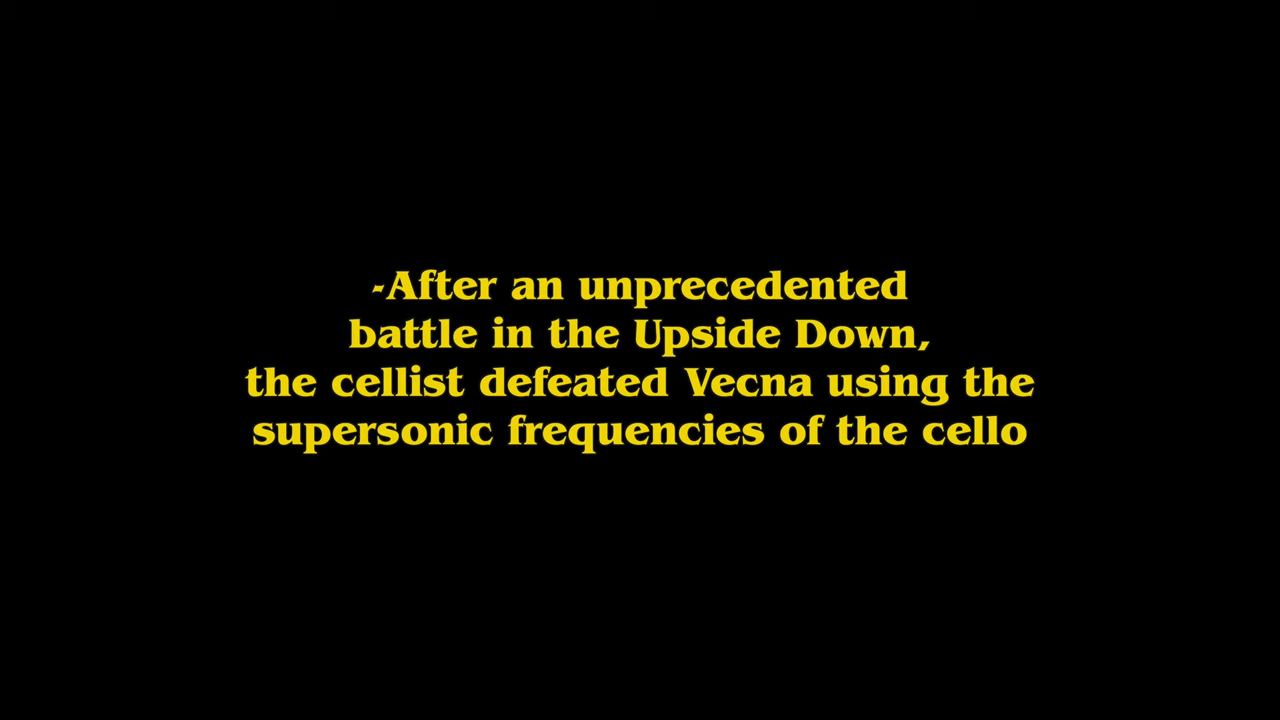 -After an unprecedented
battle in the Upside Down,
the cellist defeated Vecna using the
supersonic frequencies of the cello